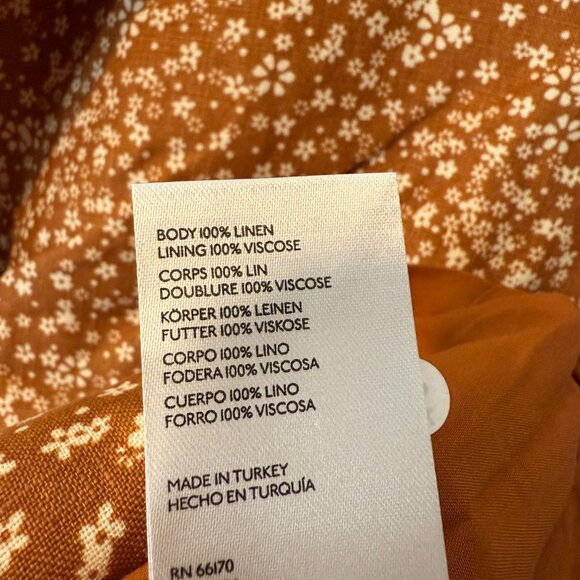 BODY 100% LINEN
LINING 100% VISCOSE
CORPS 100% LIN
DOUBLURE 100% VISCOSE
KÖRPER 100% LEINEN
FUTTER 100% VISKOSE
CORPO 100% LINO
FODERA 100% VISCOSA
CUERPO 100% LINO
FORRO 100% VISCOSA
MADE IN TURKEY
HECHO EN TURQUÍA
RN 66170